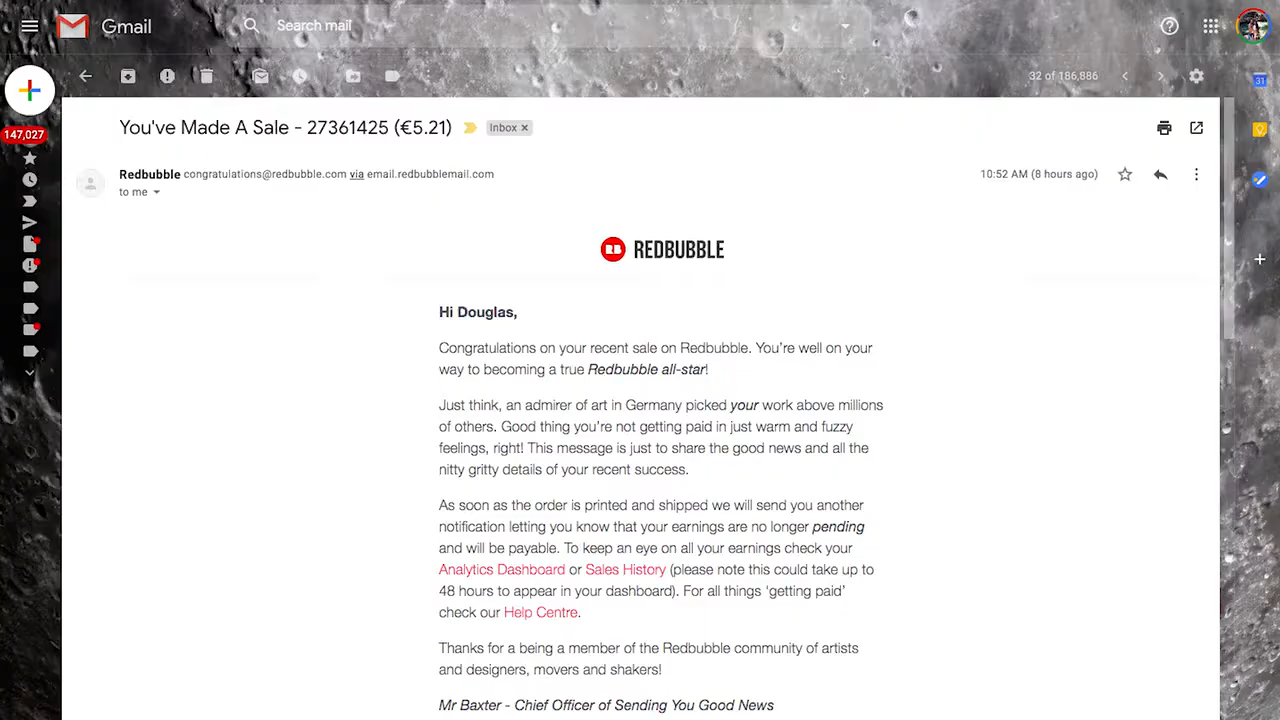 Gmail
Search mail
32 of 186,886
147,027
You've Made A Sale - 27361425 (€5.21)
Inbox ×
Redbubble congratulations@redbubble.com via email.redbubblemail.com
10:52 AM (8 hours ago)
to me
31
RB REDBUBBLE
Hi Douglas,
Congratulations on your recent sale on Redbubble. You’re well on your
way to becoming a true Redbubble all-star!
Just think, an admirer of art in Germany picked your work above millions
of others. Good thing you’re not getting paid in just warm and fuzzy
feelings, right! This message is just to share the good news and all the
nitty gritty details of your recent success.
As soon as the order is printed and shipped we will send you another
notification letting you know that your earnings are no longer pending
and will be payable. To keep an eye on all your earnings check your
Analytics Dashboard or Sales History (please note this could take up to
48 hours to appear in your dashboard). For all things ‘getting paid’
check our Help Centre.
Thanks for a being a member of the Redbubble community of artists
and designers, movers and shakers!
Mr Baxter - Chief Officer of Sending You Good News